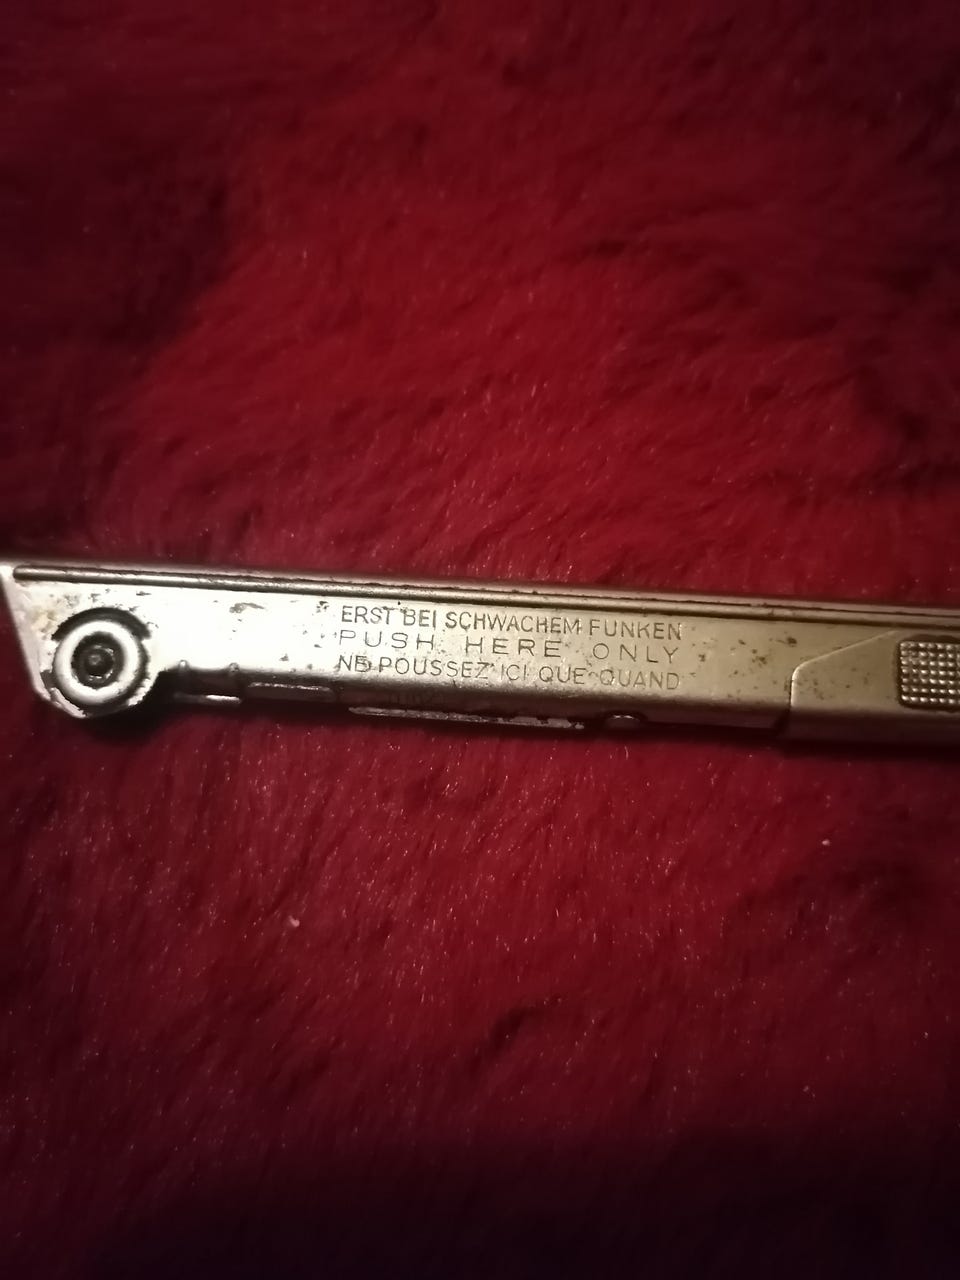 ERST BEI SCHWACHEM FUNKEN
PUSH HERE ONLY
NE POUSSEZ ICI QUE QUAND